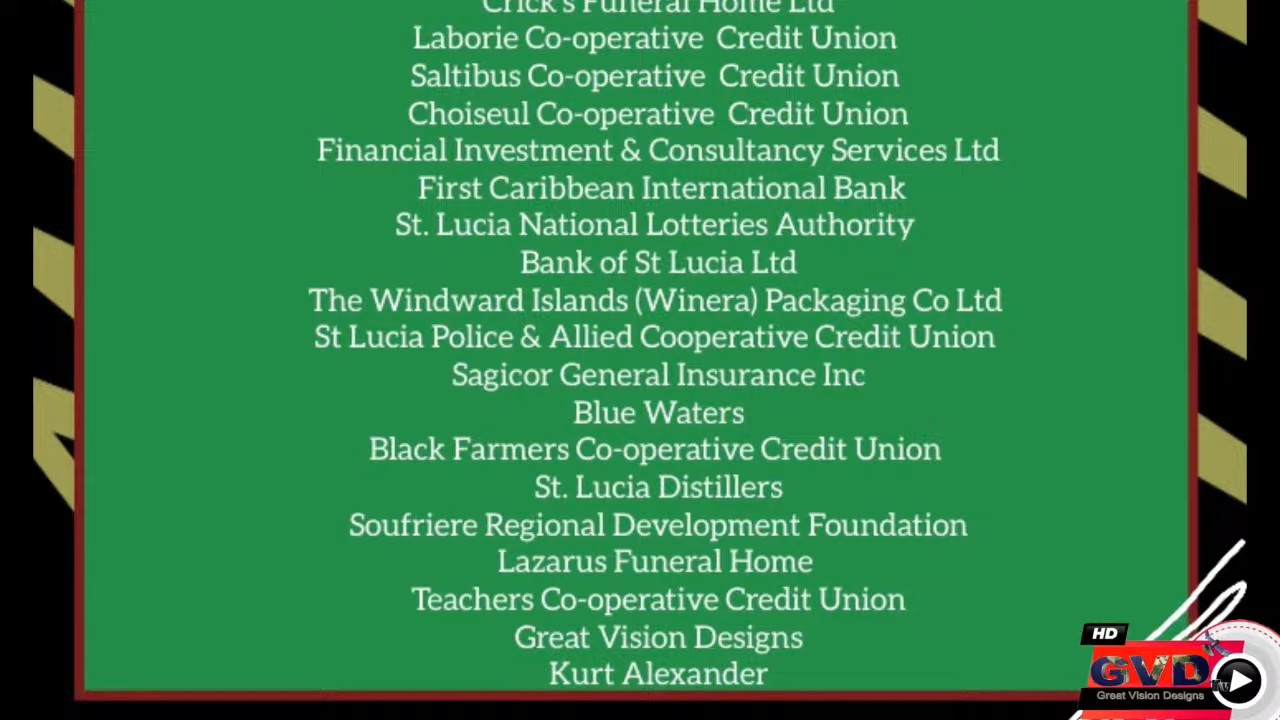 Crick's Funeral Home Ltd
Laborie Co-operative Credit Union
Saltibus Co-operative Credit Union
Choiseul Co-operative Credit Union
Financial Investment & Consultancy Services Ltd
First Caribbean International Bank
St. Lucia National Lotteries Authority
Bank of St Lucia Ltd
The Windward Islands (Winera) Packaging Co Ltd
St Lucia Police & Allied Cooperative Credit Union
Sagicor General Insurance Inc
Blue Waters
Black Farmers Co-operative Credit Union
St. Lucia Distillers
Soufriere Regional Development Foundation
Lazarus Funeral Home
Teachers Co-operative Credit Union
Great Vision Designs
Kurt Alexander
HD
GVD
Great Vision Designs